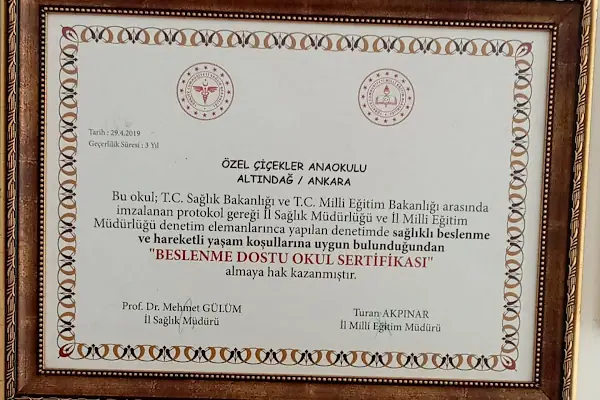 Tarih : 29.4.2019
Geçerlilik Süresi : 3 Yıl
ÖZEL ÇİÇEKLER ANAOKULU
ALTINDAĞ / ANKARA
Bu okul; T.C. Sağlık Bakanlığı ve T.C. Milli Eğitim Bakanlığı arasında
imzalanan protokol gereği İl Sağlık Müdürlüğü ve İl Milli Eğitim
Müdürlüğü denetim elemanlarınca yapılan denetimde sağlıklı beslenme
ve hareketli yaşam koşullarına uygun bulunduğundan
"BESLENME DOSTU OKUL SERTİFİKASI"
almaya hak kazanmıştır.
Prof. Dr. Mehmet GÜLÜM
İl Sağlık Müdürü
Turan AKPINAR
İl Milli Eğitim Müdürü